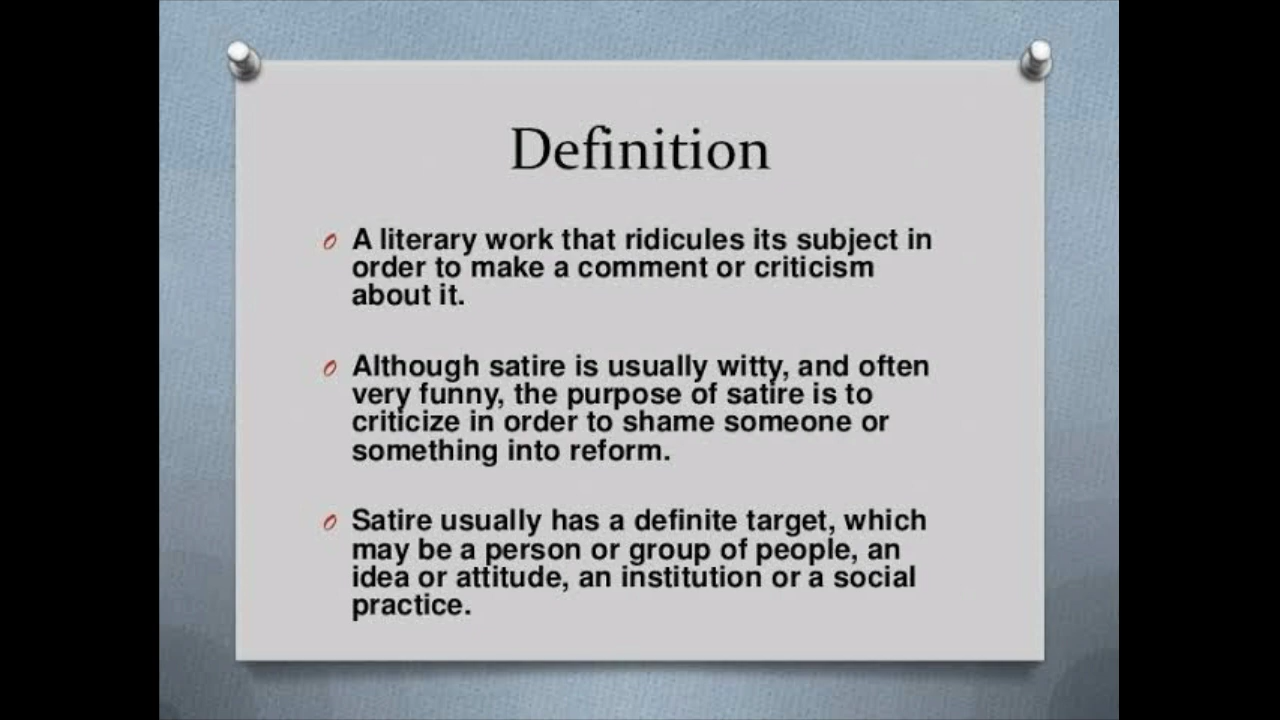 Definition
A literary work that ridicules its subject in
order to make a comment or criticism
about it.
Although satire is usually witty, and often
very funny, the purpose of satire is to
criticize in order to shame someone or
something into reform.
Satire usually has a definite target, which
may be a person or group of people, an
idea or attitude, an institution or a social
practice.